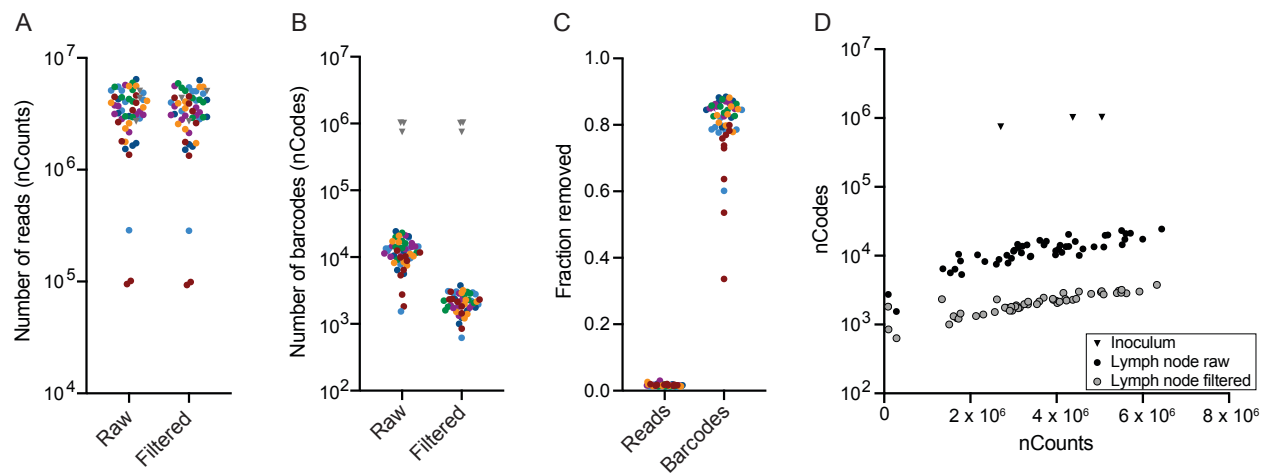 A
Number of reads (nCounts)
10^7
10^6
10^5
10^4
Raw
Filtered
B
Number of barcodes (nCodes)
10^7
10^6
10^5
10^4
10^3
10^2
Raw
Filtered
C
Fraction removed
1.0
0.8
0.6
0.4
0.2
0.0
Reads
Barcodes
D
nCodes
10^7
10^6
10^5
10^4
10^3
10^2
0
2 x 10^6
4 x 10^6
6 x 10^6
8 x 10^6
nCounts
Inoculum
Lymph node raw
Lymph node filtered